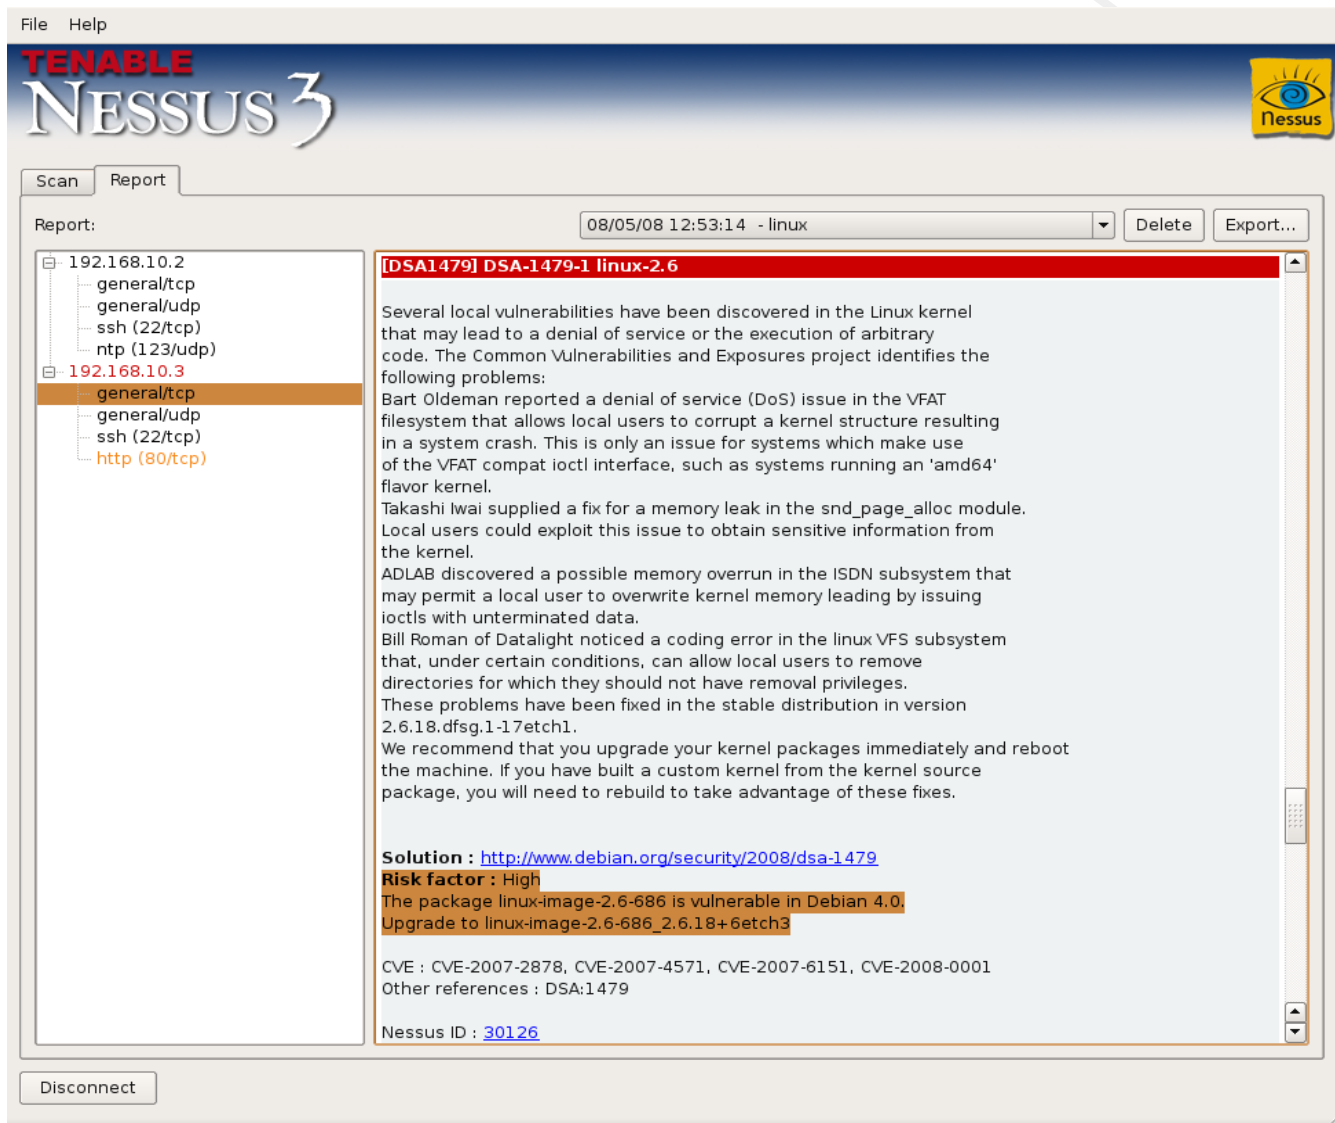 File Help
TENABLE
NESSUS 3
nessus
Scan Report
Report: 08/05/08 12:53:14 - linux Delete Export...
192.168.10.2
general/tcp
general/udp
ssh (22/tcp)
ntp (123/udp)
192.168.10.3
general/tcp
general/udp
ssh (22/tcp)
http (80/tcp)
[DSA1479] DSA-1479-1 linux-2.6
Several local vulnerabilities have been discovered in the Linux kernel
that may lead to a denial of service or the execution of arbitrary
code. The Common Vulnerabilities and Exposures project identifies the
following problems:
Bart Oldeman reported a denial of service (DoS) issue in the VFAT
filesystem that allows local users to corrupt a kernel structure resulting
in a system crash. This is only an issue for systems which make use
of the VFAT compat ioctl interface, such as systems running an 'amd64'
flavor kernel.
Takashi Iwai supplied a fix for a memory leak in the snd_page_alloc module.
Local users could exploit this issue to obtain sensitive information from
the kernel.
ADLAB discovered a possible memory overrun in the ISDN subsystem that
may permit a local user to overwrite kernel memory leading by issuing
ioctls with unterminated data.
Bill Roman of Datalight noticed a coding error in the linux VFS subsystem
that, under certain conditions, can allow local users to remove
directories for which they should not have removal privileges.
These problems have been fixed in the stable distribution in version
2.6.18.dfsg.1-17etch1.
We recommend that you upgrade your kernel packages immediately and reboot
the machine. If you have built a custom kernel from the kernel source
package, you will need to rebuild to take advantage of these fixes.
Solution : http://www.debian.org/security/2008/dsa-1479
Risk factor : High
The package linux-image-2.6-686 is vulnerable in Debian 4.0.
Upgrade to linux-image-2.6-686_2.6.18+6etch3
CVE : CVE-2007-2878, CVE-2007-4571, CVE-2007-6151, CVE-2008-0001
Other references : DSA:1479
Nessus ID : 30126
Disconnect